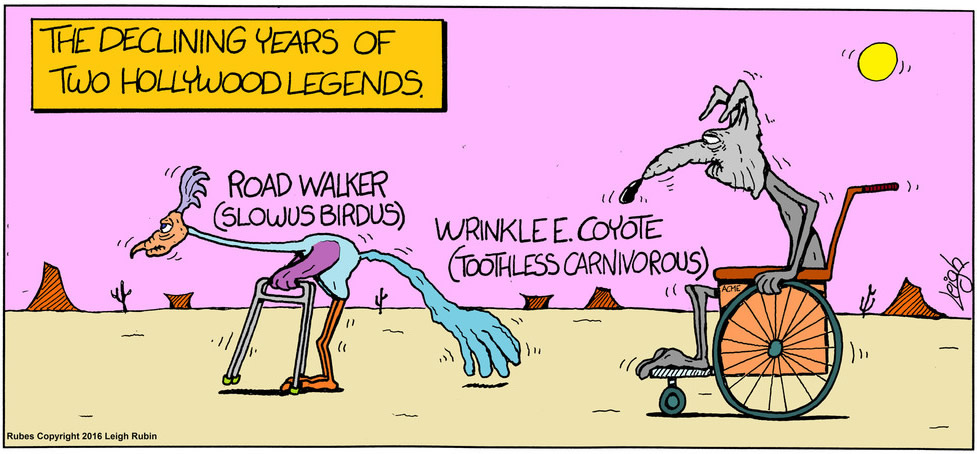 THE DECLINING YEARS OF
TWO HOLLYWOOD LEGENDS.
ROAD WALKER
(SLOWUS BIRDUS)
WRINKLE E. COYOTE
(TOOTHLESS CARNIVOROUS)
ACME
Leigh
Rubes Copyright 2016 Leigh Rubin